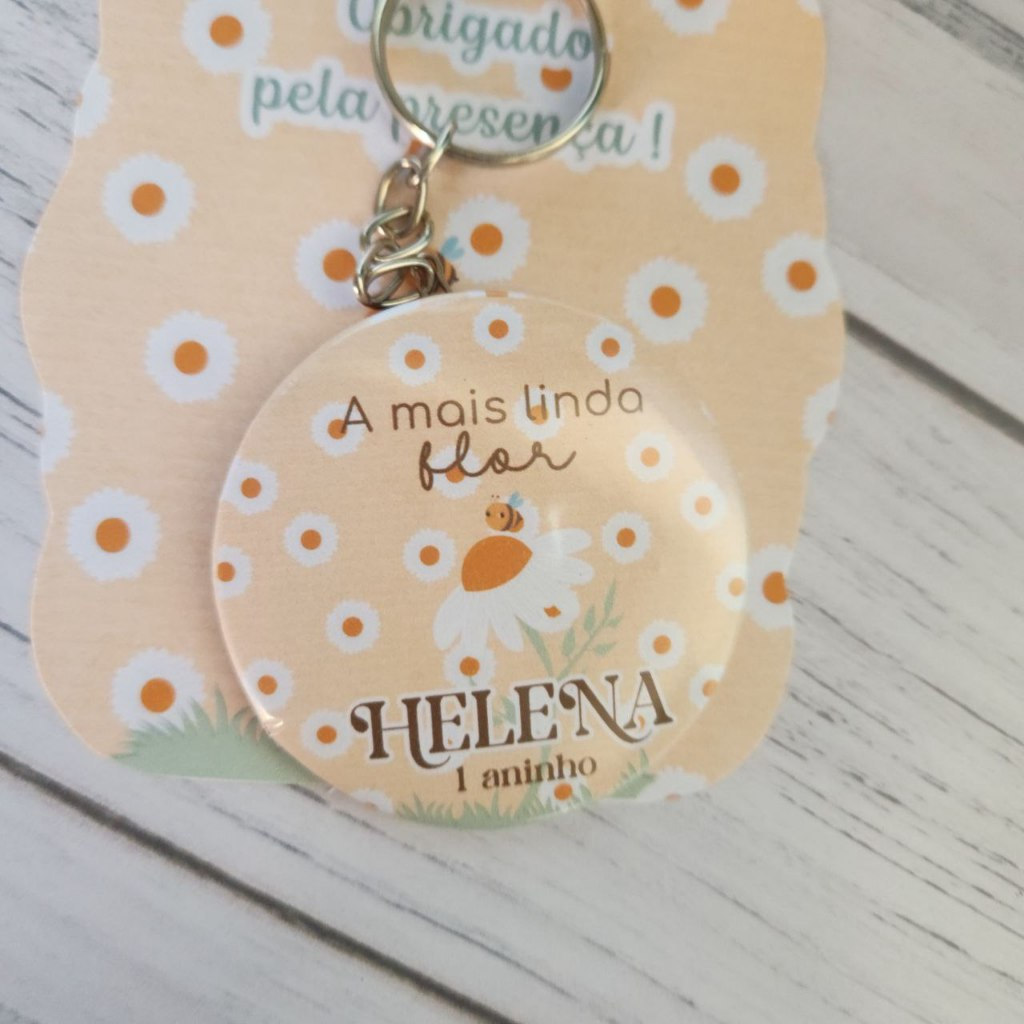 Obrigado
pela presença !
A mais linda
flor
HELENA
1 aninho